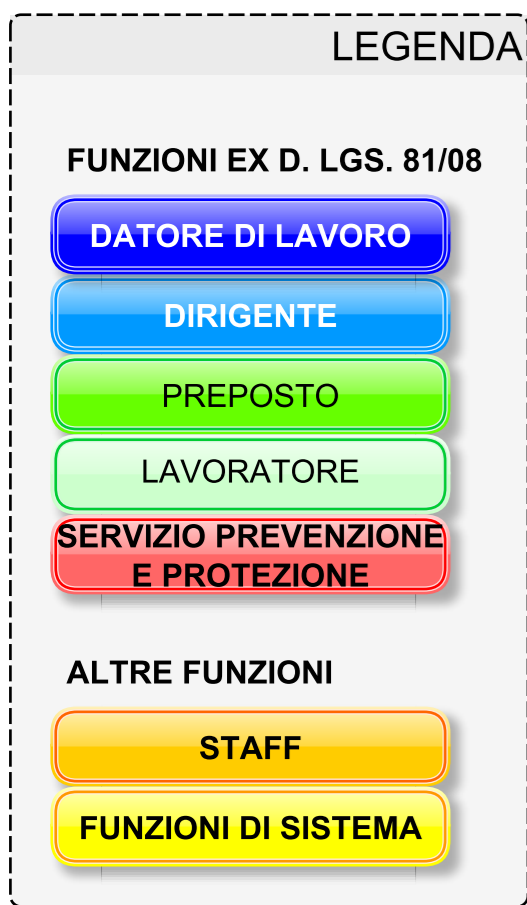 LEGENDA
FUNZIONI EX D. LGS. 81/08
DATORE DI LAVORO
DIRIGENTE
PREPOSTO
LAVORATORE
SERVIZIO PREVENZIONE
E PROTEZIONE
ALTRE FUNZIONI
STAFF
FUNZIONI DI SISTEMA